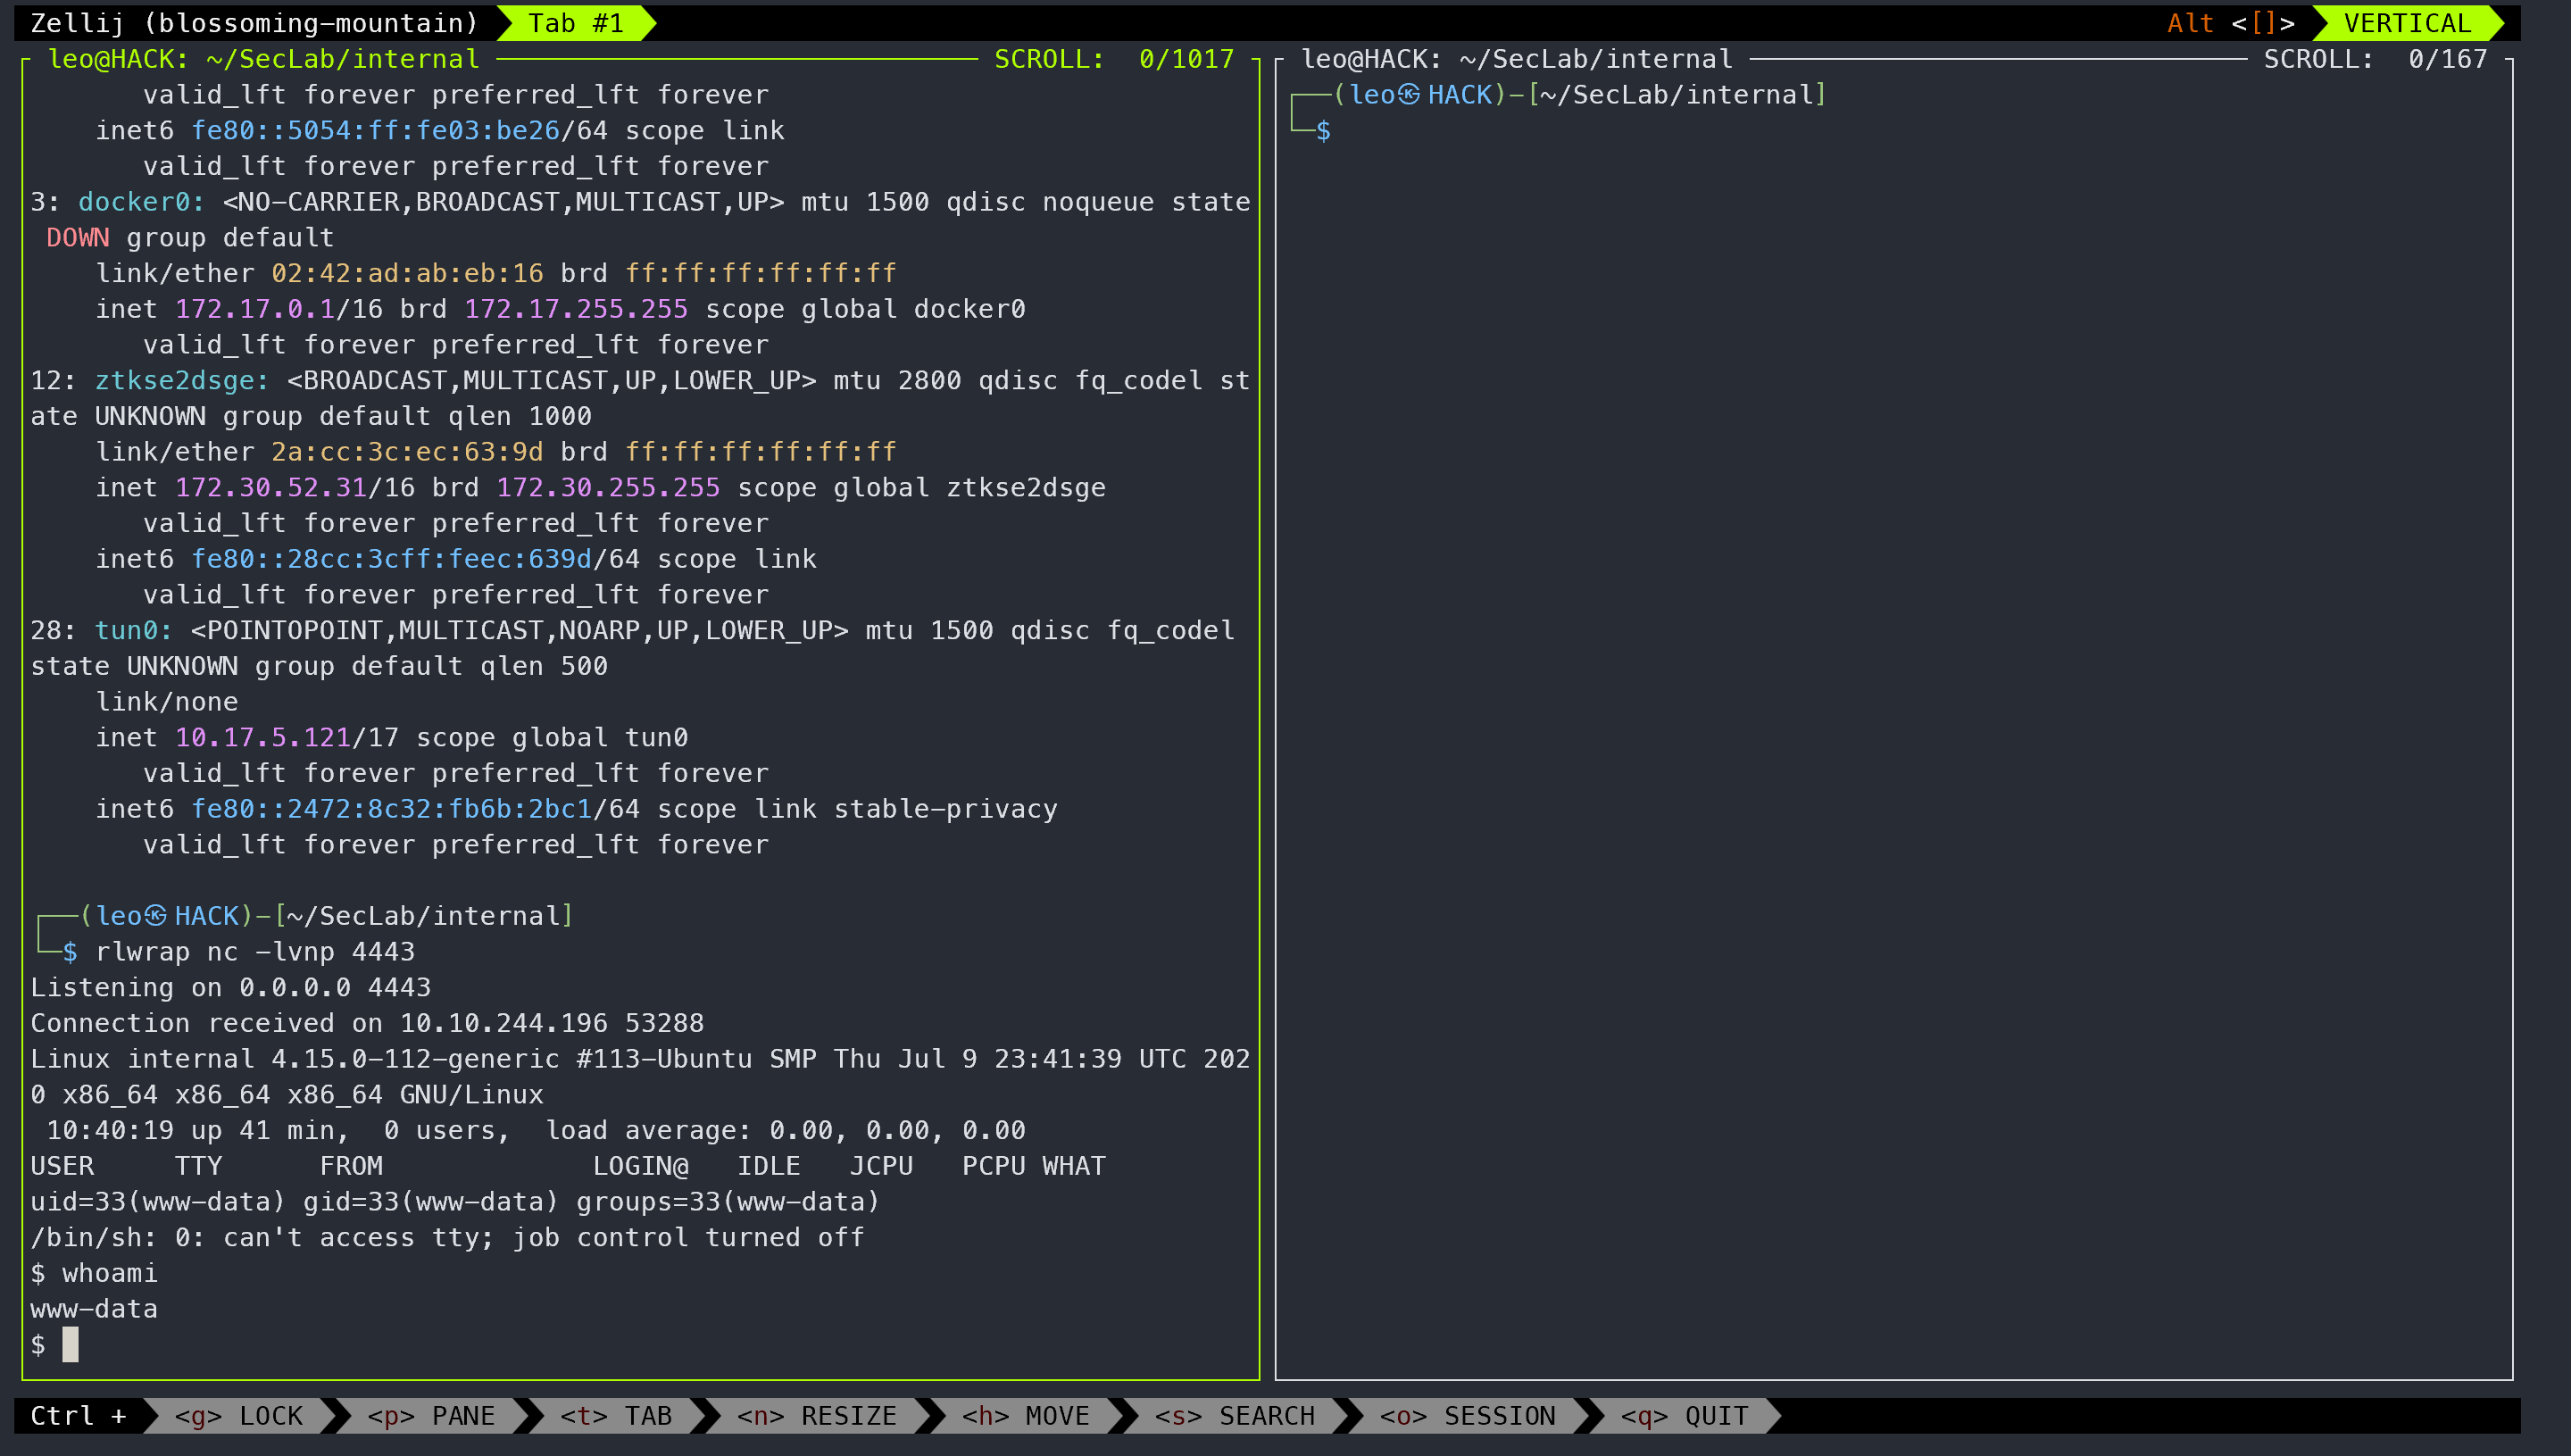 Zellij (blossoming-mountain) Tab #1 Alt <[]> VERTICAL
leo@HACK: ~/SecLab/internal SCROLL: 0/1017
valid_lft forever preferred_lft forever
inet6 fe80::5054:ff:fe03:be26/64 scope link
valid_lft forever preferred_lft forever
3: docker0: <NO-CARRIER,BROADCAST,MULTICAST,UP> mtu 1500 qdisc noqueue state
DOWN group default
link/ether 02:42:ad:ab:eb:16 brd ff:ff:ff:ff:ff:ff
inet 172.17.0.1/16 brd 172.17.255.255 scope global docker0
valid_lft forever preferred_lft forever
12: ztkse2dsge: <BROADCAST,MULTICAST,UP,LOWER_UP> mtu 2800 qdisc fq_codel st
ate UNKNOWN group default qlen 1000
link/ether 2a:cc:3c:ec:63:9d brd ff:ff:ff:ff:ff:ff
inet 172.30.52.31/16 brd 172.30.255.255 scope global ztkse2dsge
valid_lft forever preferred_lft forever
inet6 fe80::28cc:3cff:feec:639d/64 scope link
valid_lft forever preferred_lft forever
28: tun0: <POINTOPOINT,MULTICAST,NOARP,UP,LOWER_UP> mtu 1500 qdisc fq_codel
state UNKNOWN group default qlen 500
link/none
inet 10.17.5.121/17 scope global tun0
valid_lft forever preferred_lft forever
inet6 fe80::2472:8c32:fb6b:2bc1/64 scope link stable-privacy
valid_lft forever preferred_lft forever
┌──(leo㉿HACK)-[~/SecLab/internal]
└─$ rlwrap nc -lvnp 4443
Listening on 0.0.0.0 4443
Connection received on 10.10.244.196 53288
Linux internal 4.15.0-112-generic #113-Ubuntu SMP Thu Jul 9 23:41:39 UTC 202
0 x86_64 x86_64 x86_64 GNU/Linux
10:40:19 up 41 min,  0 users,  load average: 0.00, 0.00, 0.00
USER     TTY      FROM             LOGIN@   IDLE   JCPU   PCPU WHAT
uid=33(www-data) gid=33(www-data) groups=33(www-data)
/bin/sh: 0: can't access tty; job control turned off
$ whoami
www-data
$
leo@HACK: ~/SecLab/internal SCROLL: 0/167
┌──(leo㉿HACK)-[~/SecLab/internal]
└─$
Ctrl + <g> LOCK <p> PANE <t> TAB <n> RESIZE <h> MOVE <s> SEARCH <o> SESSION <q> QUIT